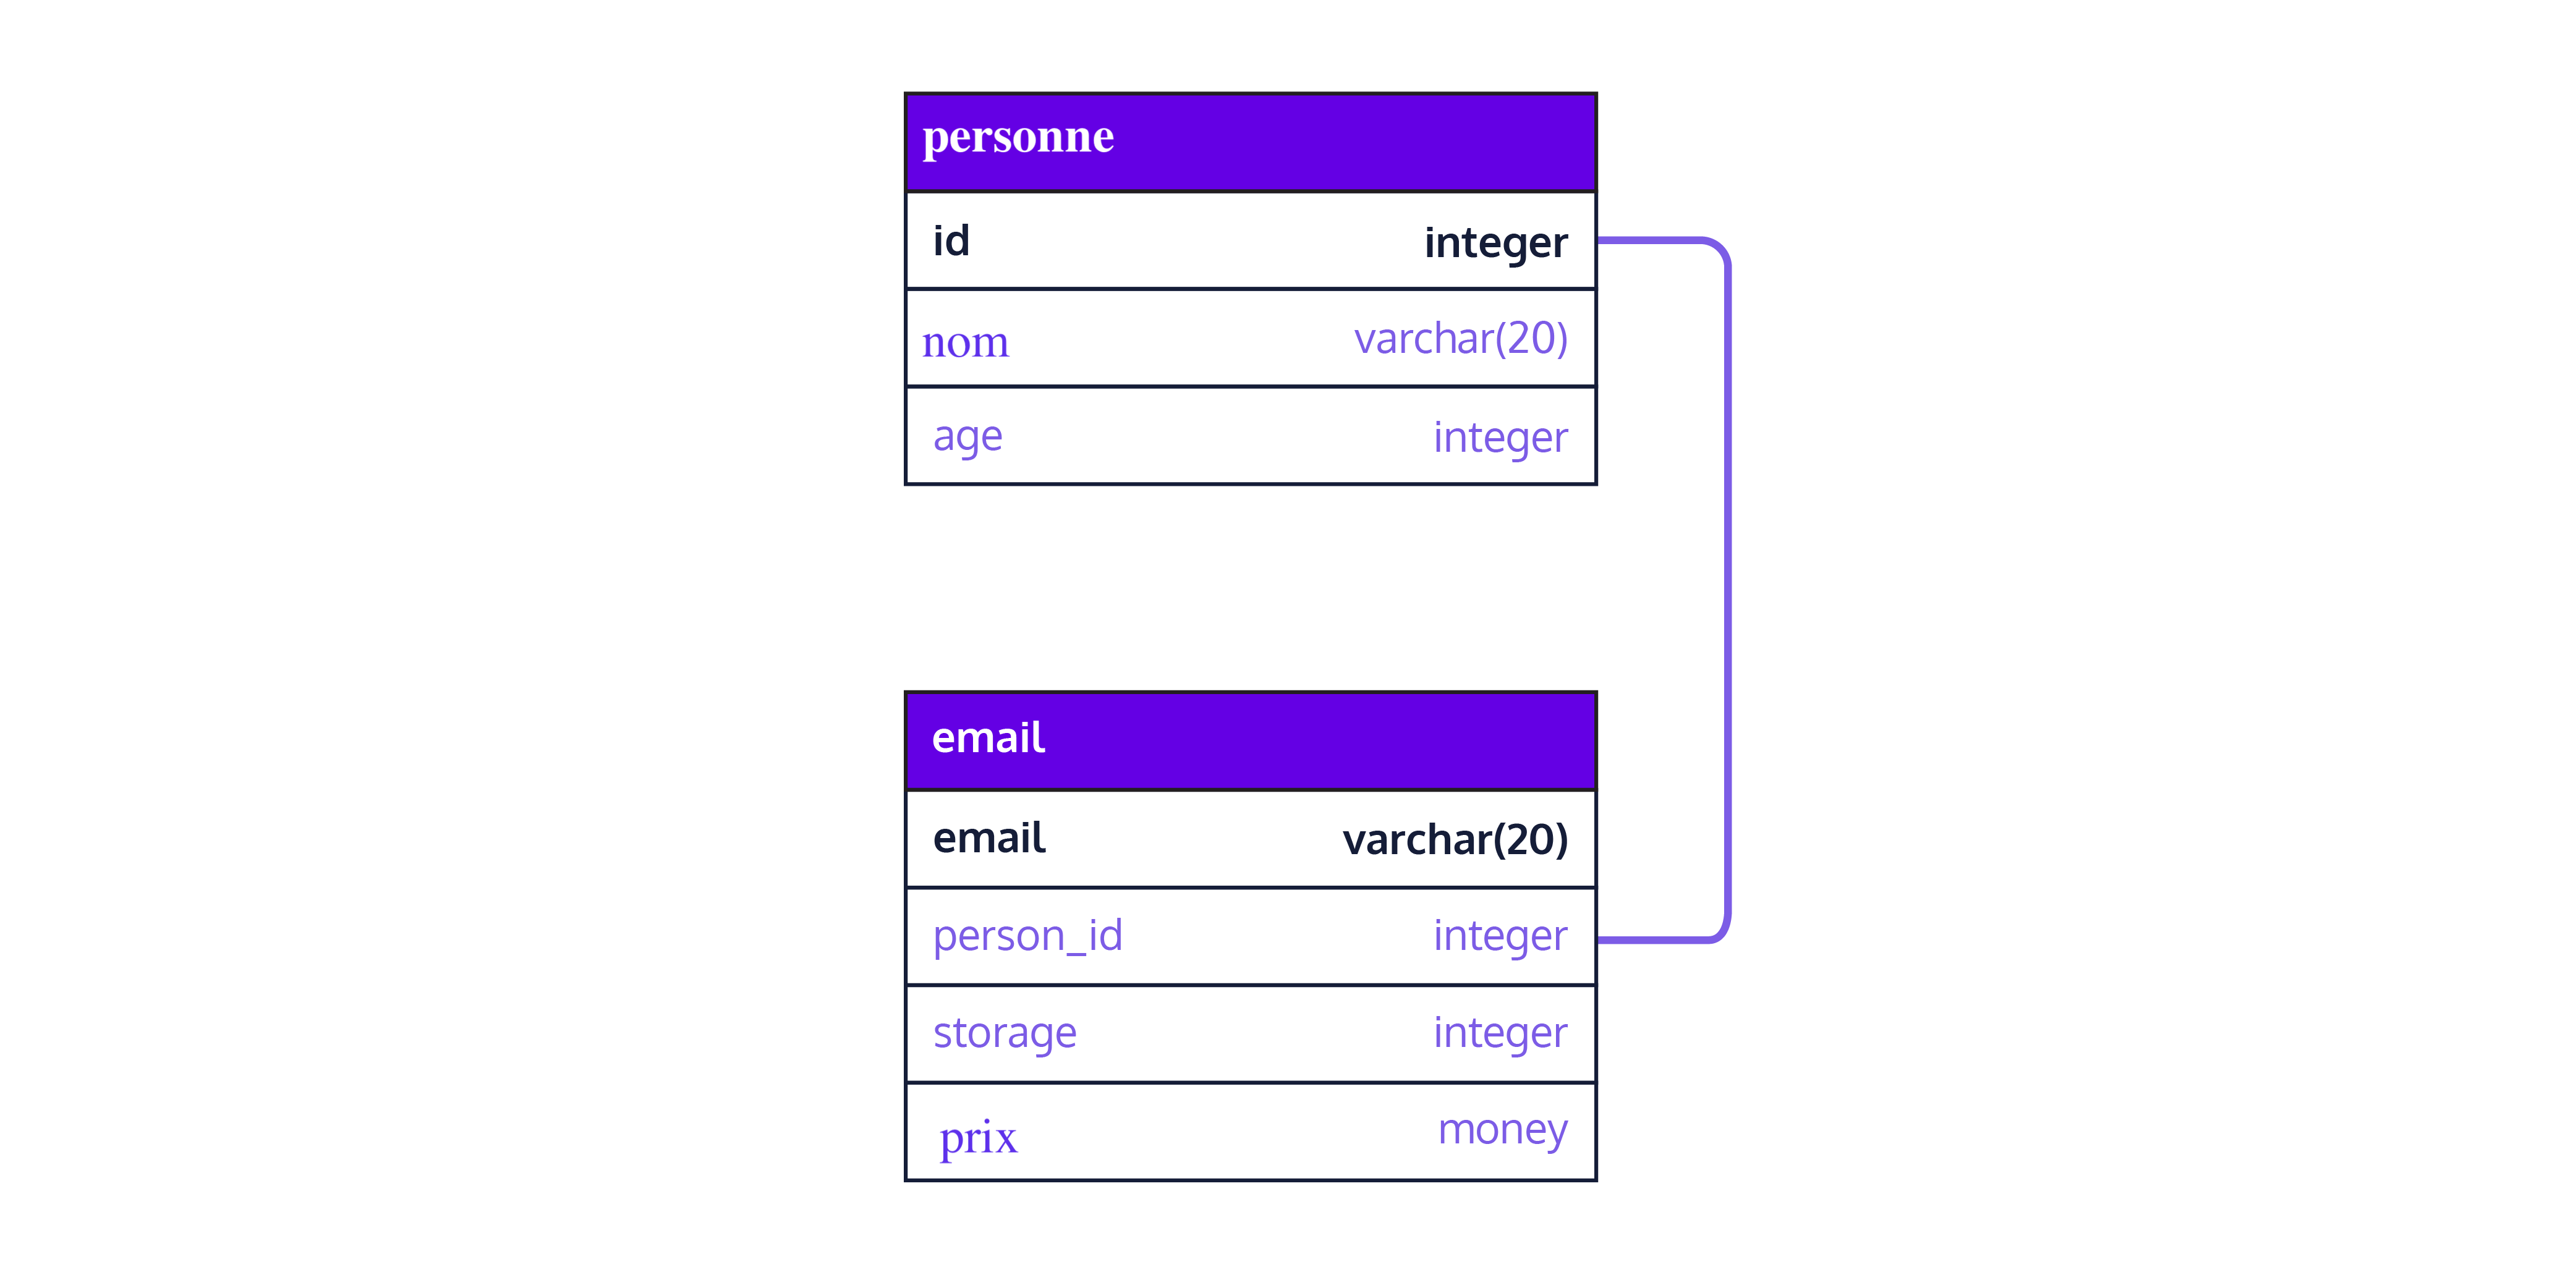 personne
id integer
nom varchar(20)
age integer
email
email varchar(20)
person_id integer
storage integer
prix money